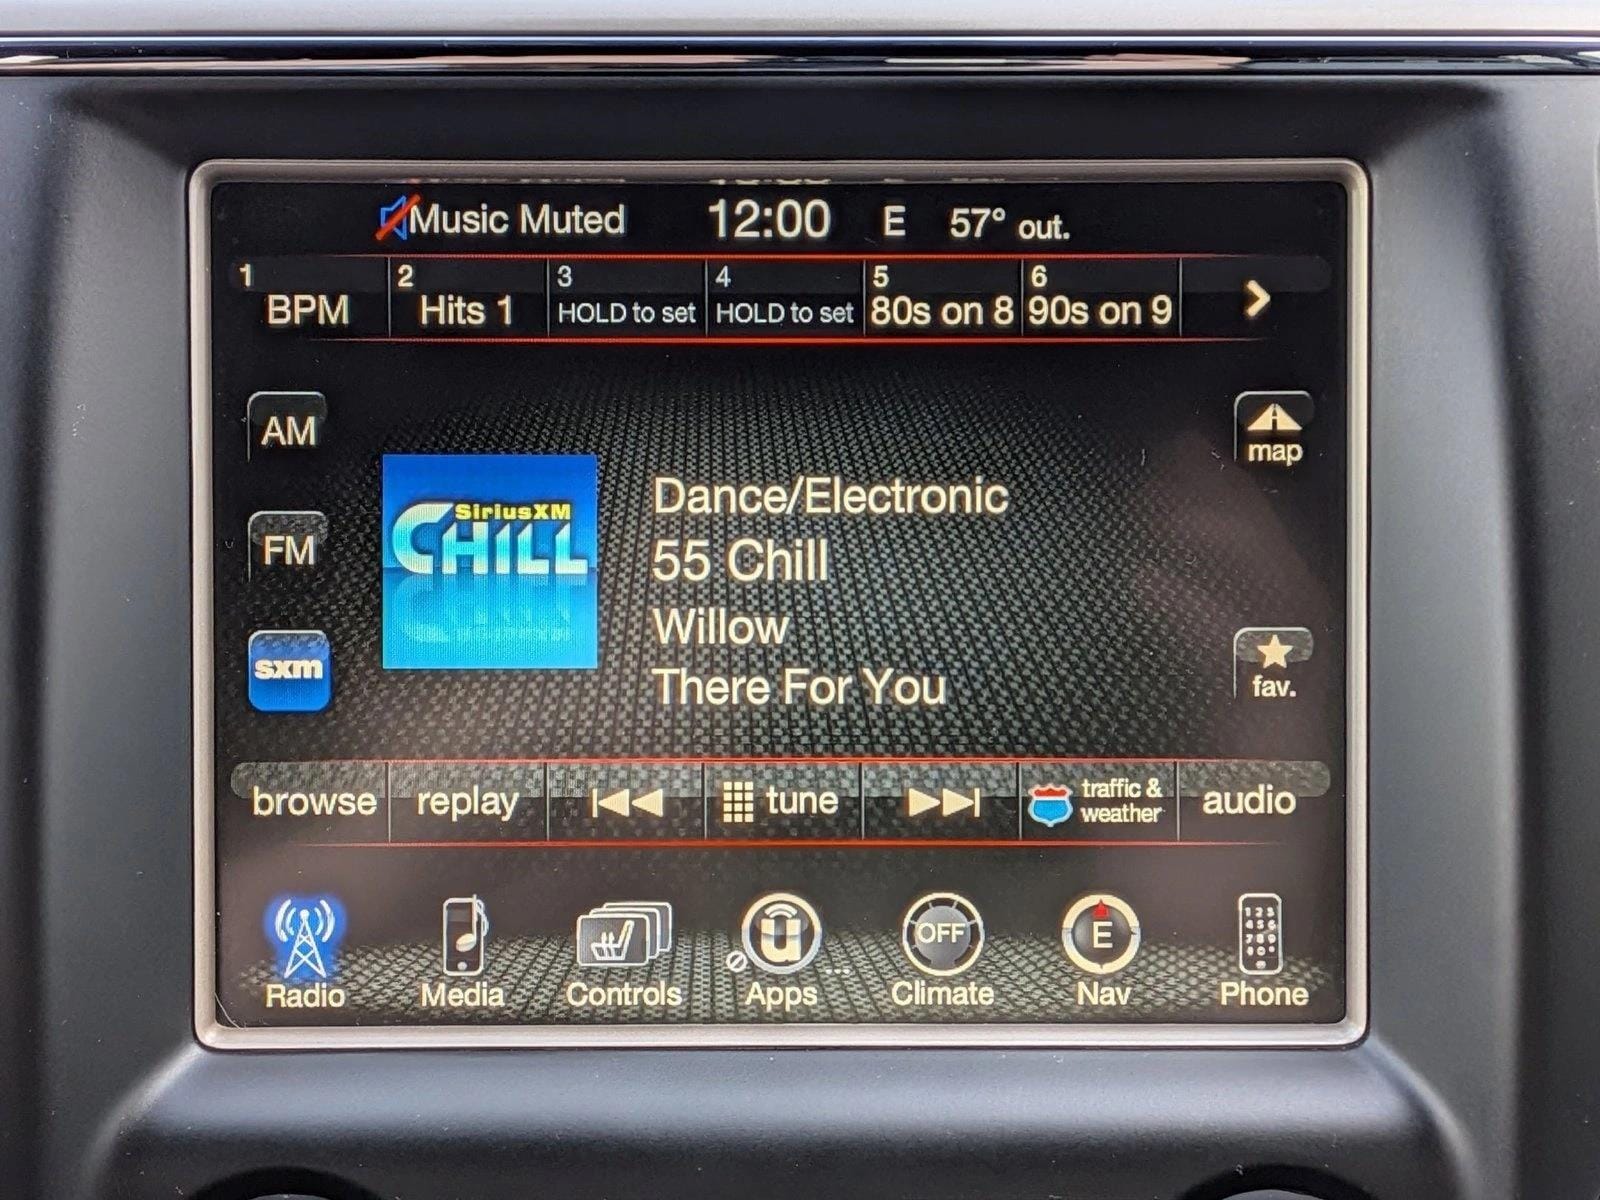 Music Muted 12:00 E 57° out.
1 BPM 2 Hits 1 3 HOLD to set 4 HOLD to set 5 80s on 8 6 90s on 9
AM
map
SiriusXM
CHILL
Dance/Electronic
55 Chill
FM
Willow
There For You
sxm
fav.
browse replay tune traffic & weather audio
OFF
E
Radio Media Controls Apps Climate Nav Phone